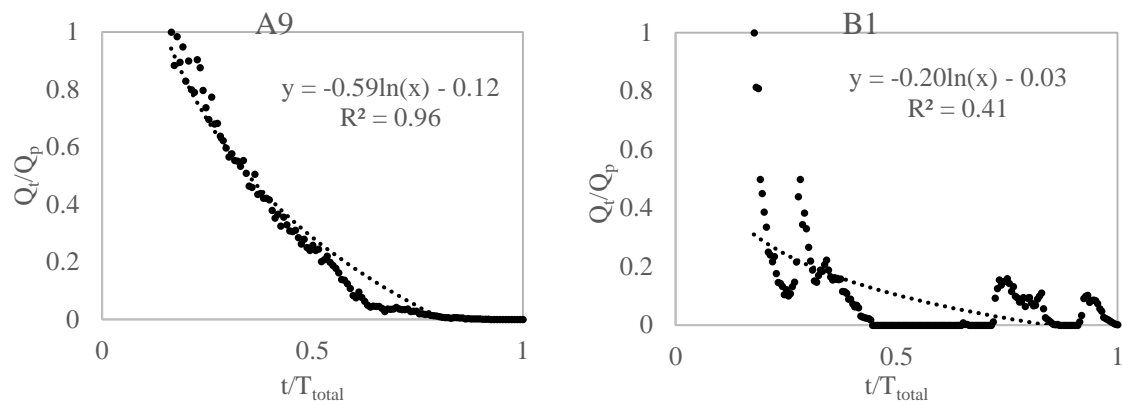 A9
y = -0.59ln(x) - 0.12
R² = 0.96
1
0.8
0.6
0.4
0.2
0
Qt/Qp
0
0.5
1
t/Ttotal
B1
y = -0.20ln(x) - 0.03
R² = 0.41
1
0.8
0.6
0.4
0.2
0
Qt/Qp
0
0.5
1
t/Ttotal